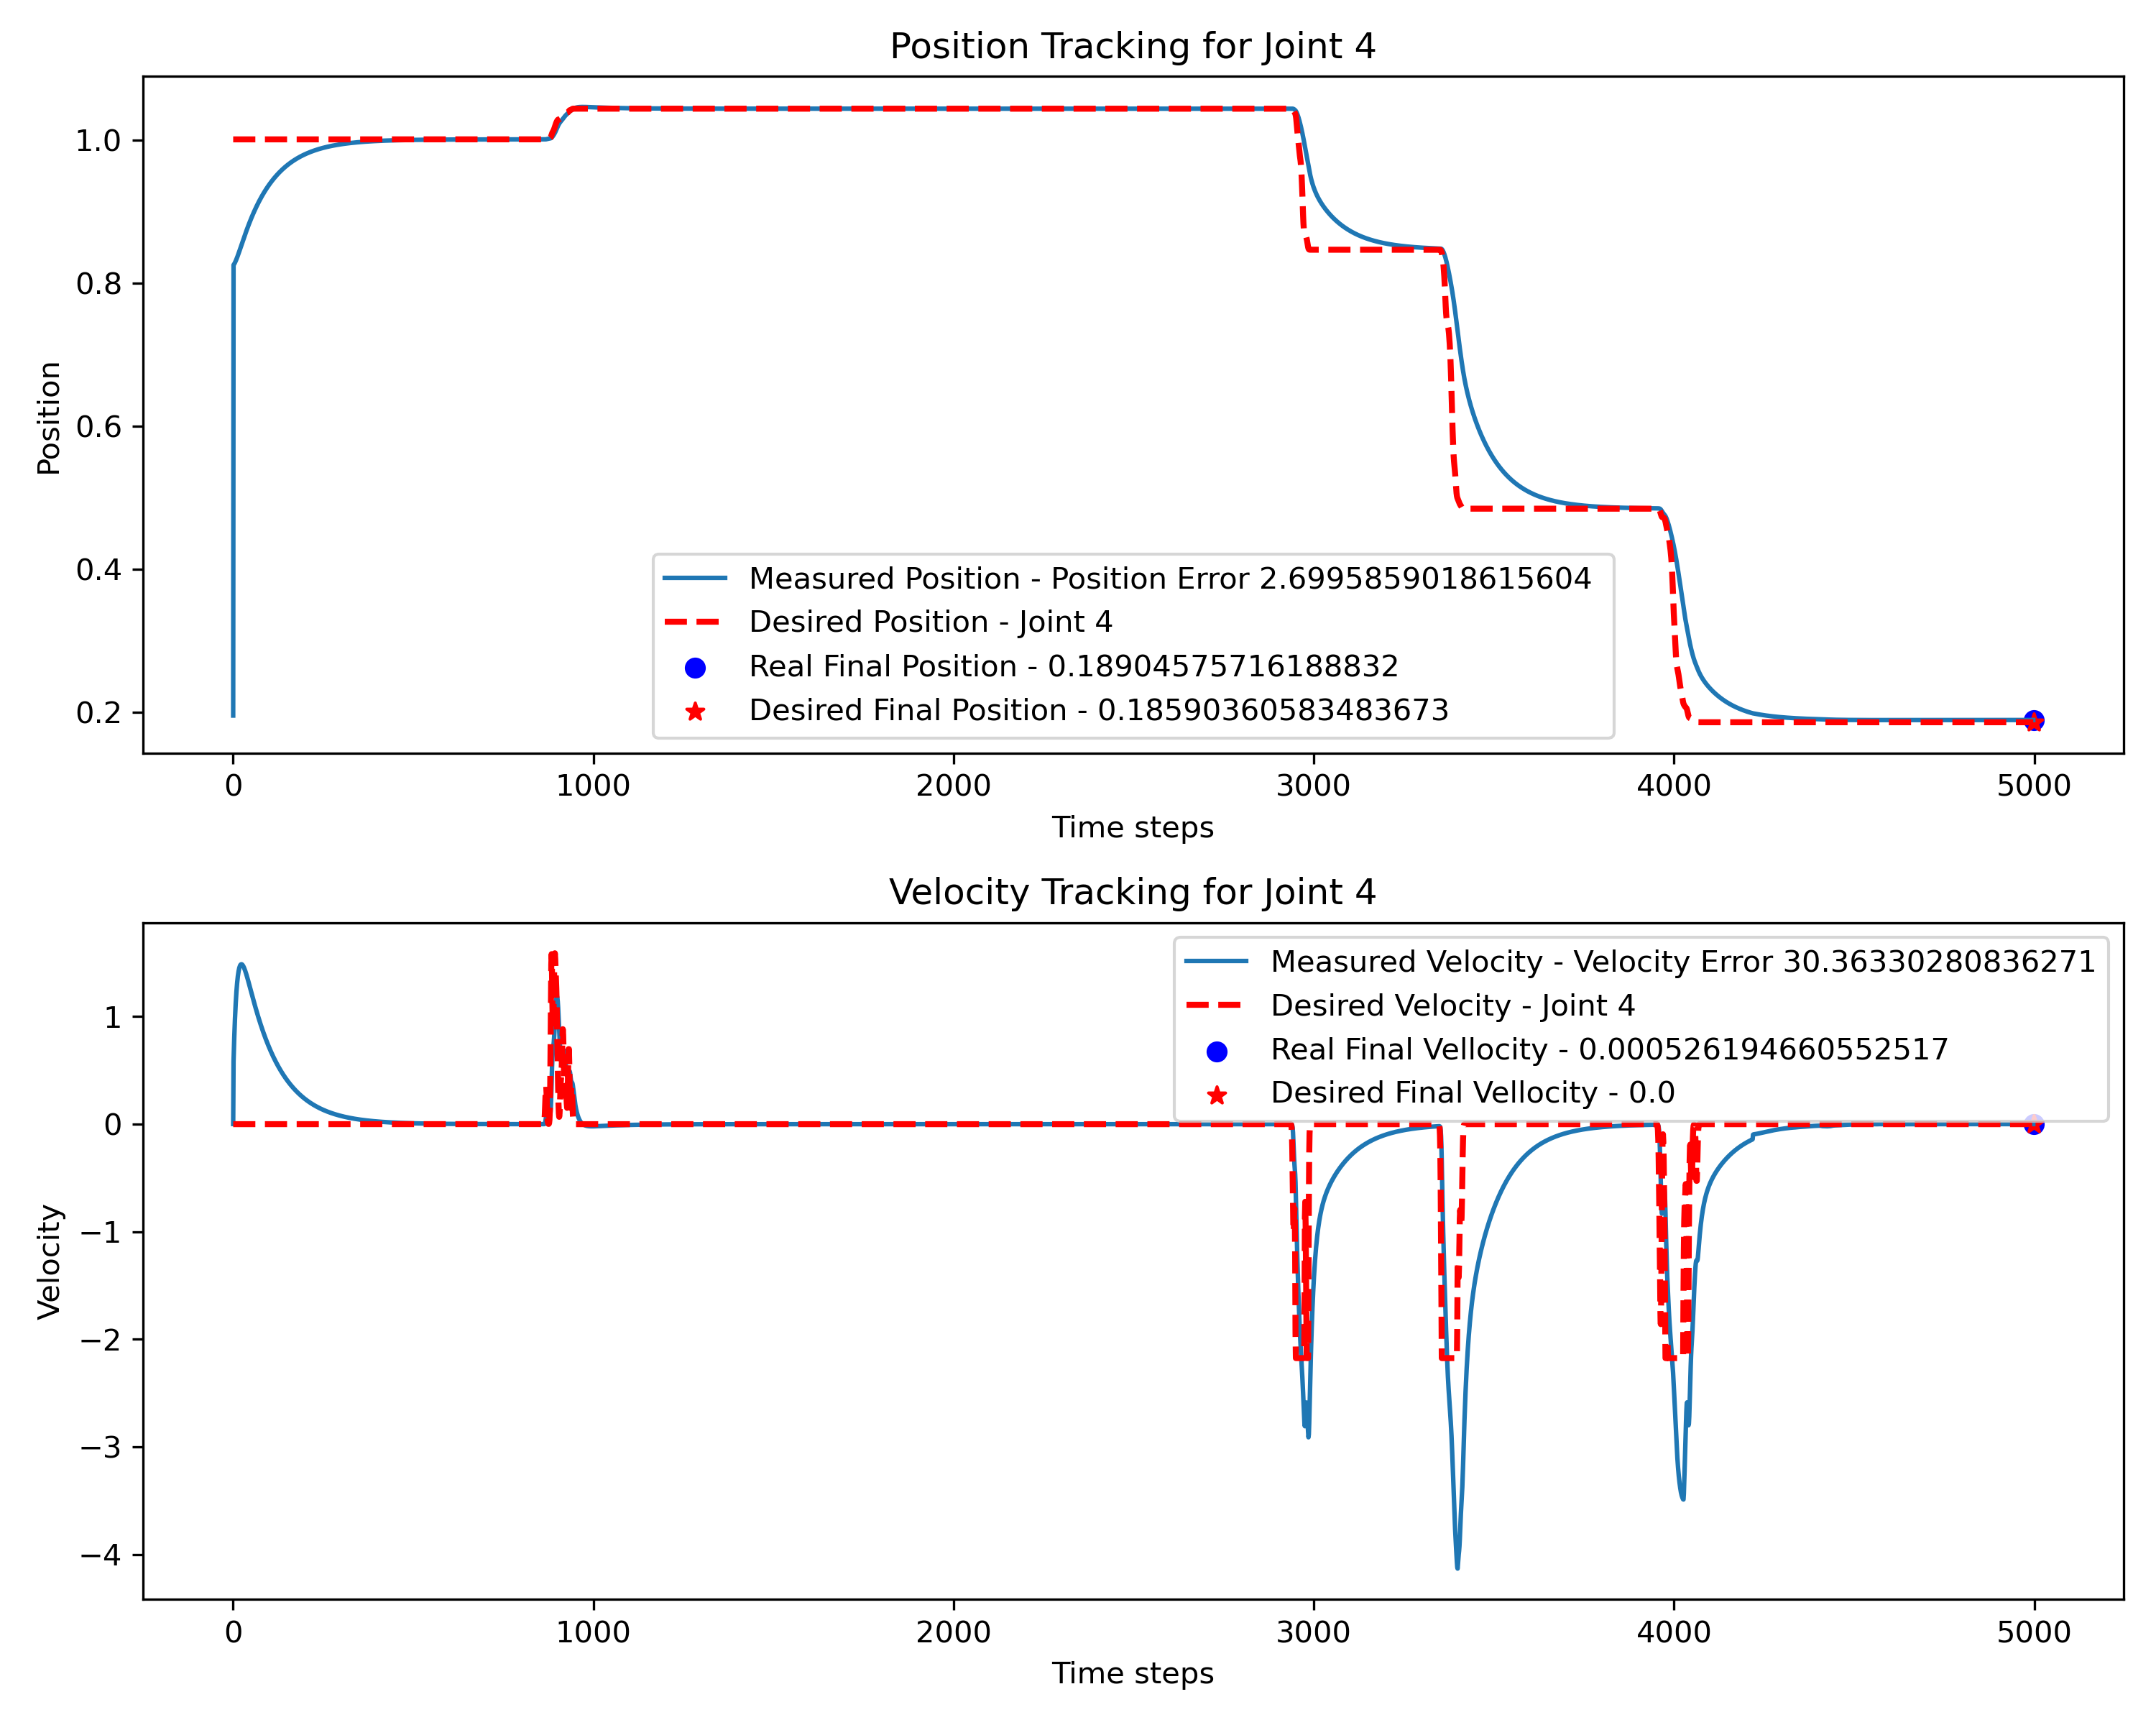 Position Tracking for Joint 4
1.0
0.8
0.6
0.4
0.2
Position
Measured Position - Position Error 2.6995859018615604
Desired Position - Joint 4
Real Final Position - 0.18904575716188832
Desired Final Position - 0.18590360583483673
0 1000 2000 3000 4000 5000
Time steps
Velocity Tracking for Joint 4
1
0
−1
−2
−3
−4
Velocity
Measured Velocity - Velocity Error 30.36330280836271
Desired Velocity - Joint 4
Real Final Vellocity - 0.000526194660552517
Desired Final Vellocity - 0.0
0 1000 2000 3000 4000 5000
Time steps